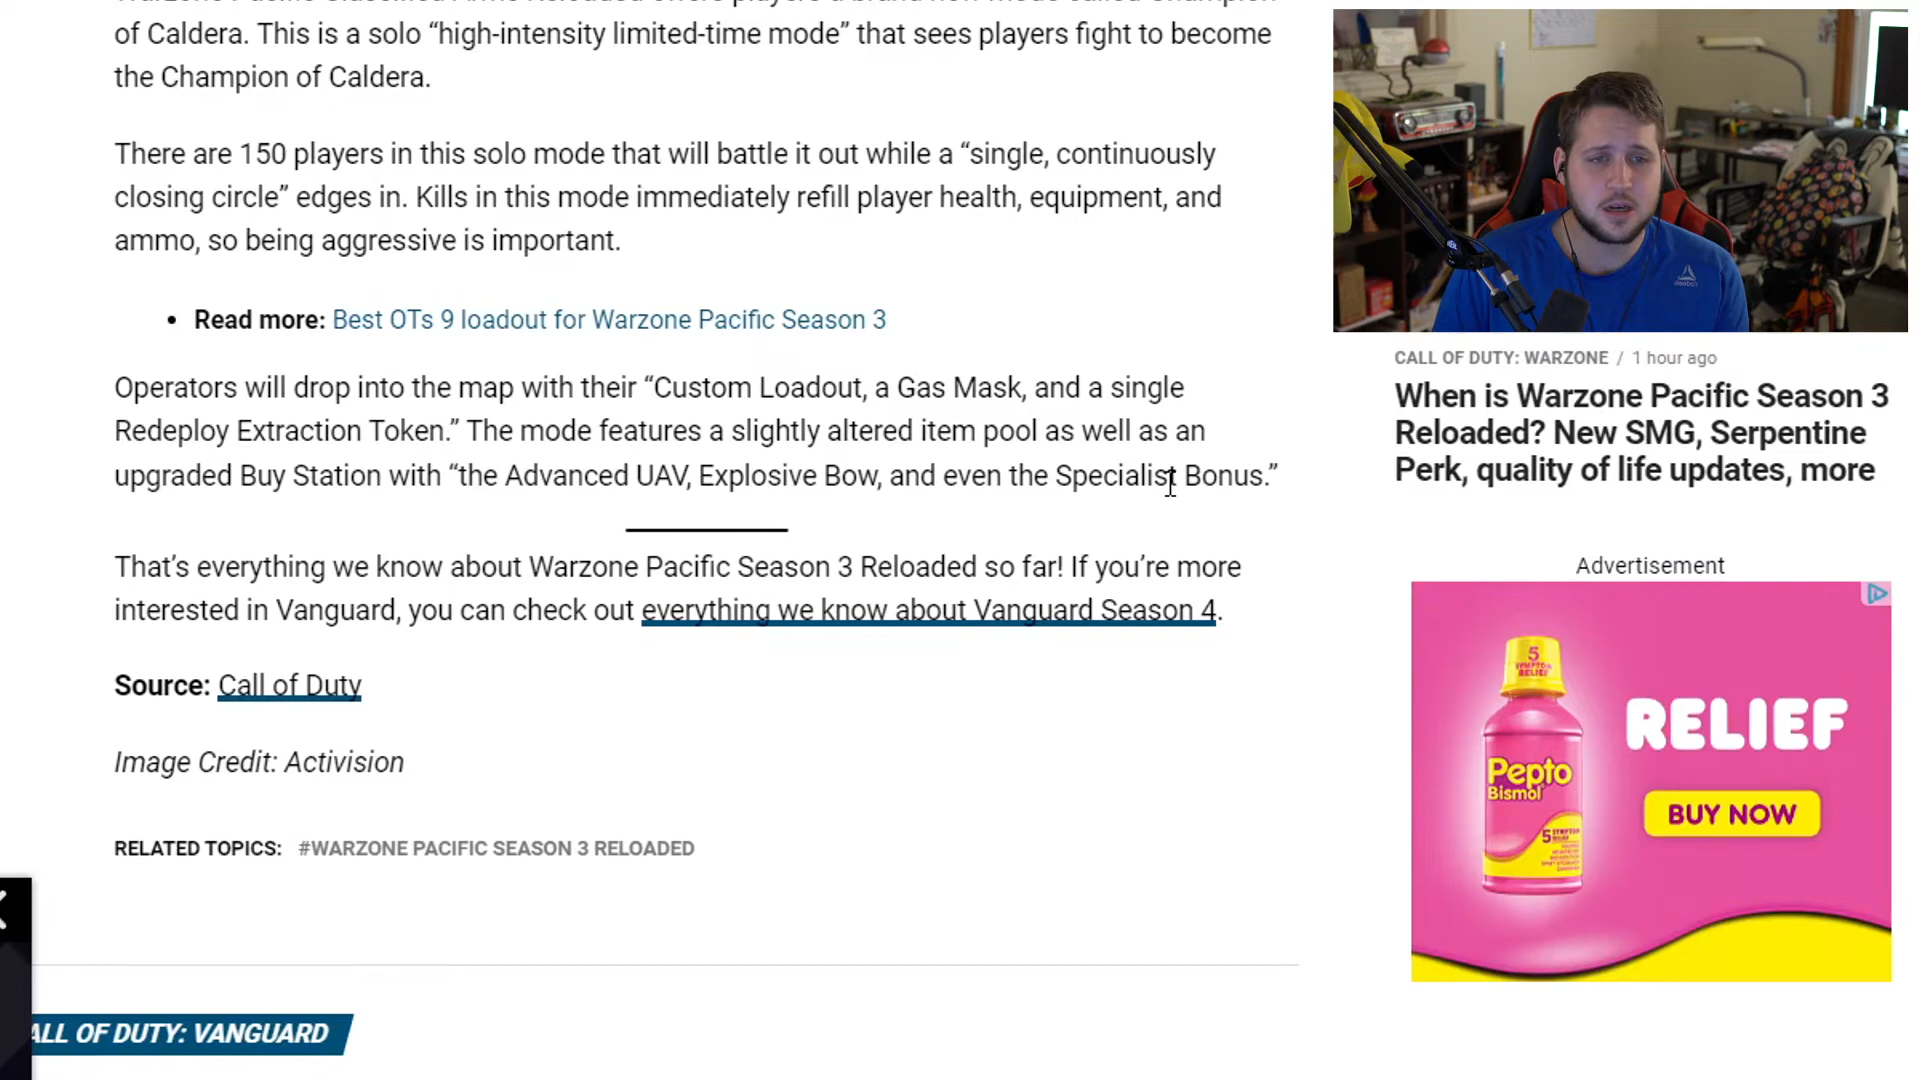 of Caldera. This is a solo “high-intensity limited-time mode” that sees players fight to become
the Champion of Caldera.
There are 150 players in this solo mode that will battle it out while a “single, continuously
closing circle” edges in. Kills in this mode immediately refill player health, equipment, and
ammo, so being aggressive is important.
• Read more: Best OTs 9 loadout for Warzone Pacific Season 3
Operators will drop into the map with their “Custom Loadout, a Gas Mask, and a single
Redeploy Extraction Token.” The mode features a slightly altered item pool as well as an
upgraded Buy Station with “the Advanced UAV, Explosive Bow, and even the Specialist Bonus.”
That’s everything we know about Warzone Pacific Season 3 Reloaded so far! If you’re more
interested in Vanguard, you can check out everything we know about Vanguard Season 4.
Source: Call of Duty
Image Credit: Activision
RELATED TOPICS: #WARZONE PACIFIC SEASON 3 RELOADED
ALL OF DUTY: VANGUARD
CALL OF DUTY: WARZONE / 1 hour ago
When is Warzone Pacific Season 3
Reloaded? New SMG, Serpentine
Perk, quality of life updates, more
Advertisement
5
SYMPTOM
RELIEF
RELIEF
Pepto
Bismol
5 SYMPTOM
BUY NOW